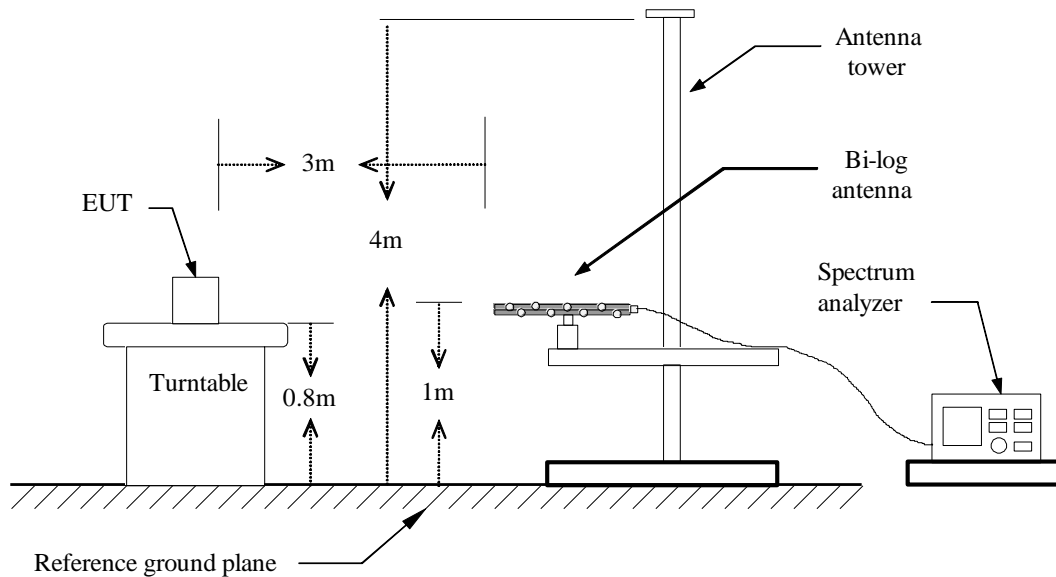 Antenna
tower
3m
Bi-log
antenna
EUT
4m
Spectrum
analyzer
Turntable
0.8m
1m
Reference ground plane